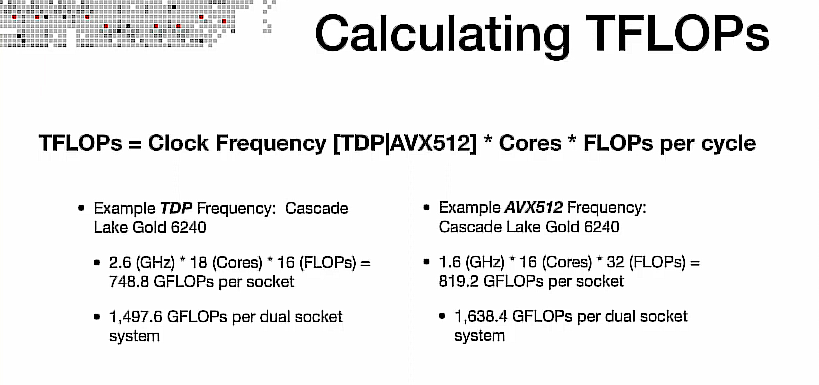 Calculating TFLOPs
TFLOPs = Clock Frequency [TDP|AVX512] * Cores * FLOPs per cycle
• Example TDP Frequency: Cascade
Lake Gold 6240
• 2.6 (GHz) * 18 (Cores) * 16 (FLOPs) =
748.8 GFLOPs per socket
• 1,497.6 GFLOPs per dual socket
system
• Example AVX512 Frequency:
Cascade Lake Gold 6240
• 1.6 (GHz) * 16 (Cores) * 32 (FLOPs) =
819.2 GFLOPs per socket
• 1,638.4 GFLOPs per dual socket
system